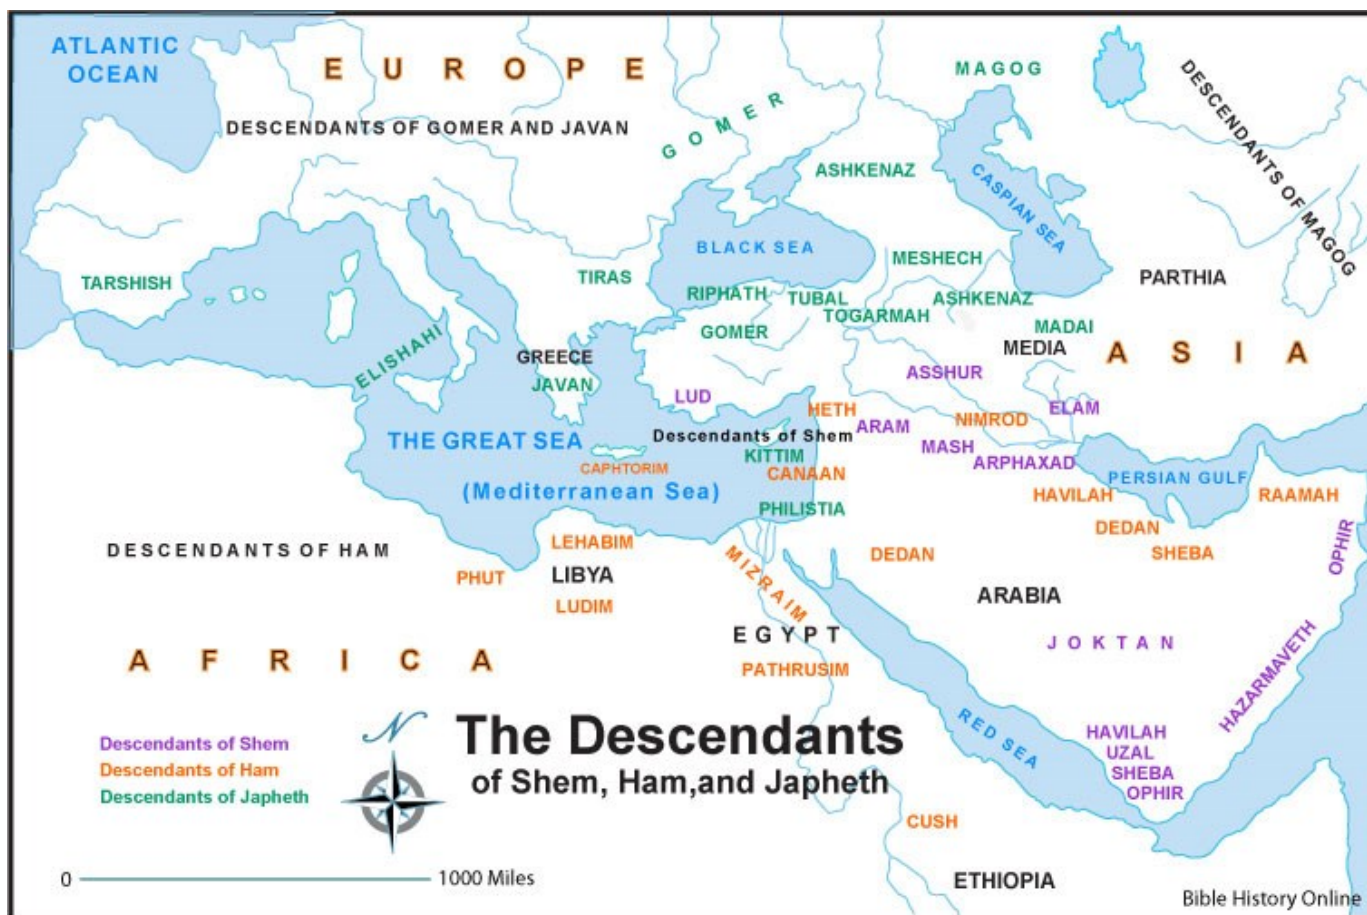 ATLANTIC
OCEAN
EUROPE
MAGOG
DESCENDANTS OF MAGOG
DESCENDANTS OF GOMER AND JAVAN
GOMER
ASHKENAZ
CASPIAN SEA
BLACK SEA
MESHECH
TARSHISH
TIRAS
PARTHIA
RIPHATH
TUBAL
ASHKENAZ
TOGARMAH
GOMER
MADAI
MEDIA
ASIA
ELISHAHI
GREECE
JAVAN
ASSHUR
LUD
HETH
ARAM
NIMROD
ELAM
THE GREAT SEA
Descendants of Shem
MASH
KITTIM
ARPHAXAD
CAPHTORIM
CANAAN
(Mediterranean Sea)
PERSIAN GULF
HAVILAH
RAAMAH
PHILISTIA
DEDAN
DESCENDANTS OF HAM
LEHABIM
MIZRAIM
DEDAN
SHEBA
OPHIR
PHUT
LIBYA
LUDIM
ARABIA
EGYPT
JOKTAN
AFRICA
PATHRUSIM
HAZARMAVETH
The Descendants
of Shem, Ham,and Japheth
RED SEA
HAVILAH
UZAL
SHEBA
OPHIR
Descendants of Shem
Descendants of Ham
Descendants of Japheth
N
CUSH
0
1000 Miles
ETHIOPIA
Bible History Online